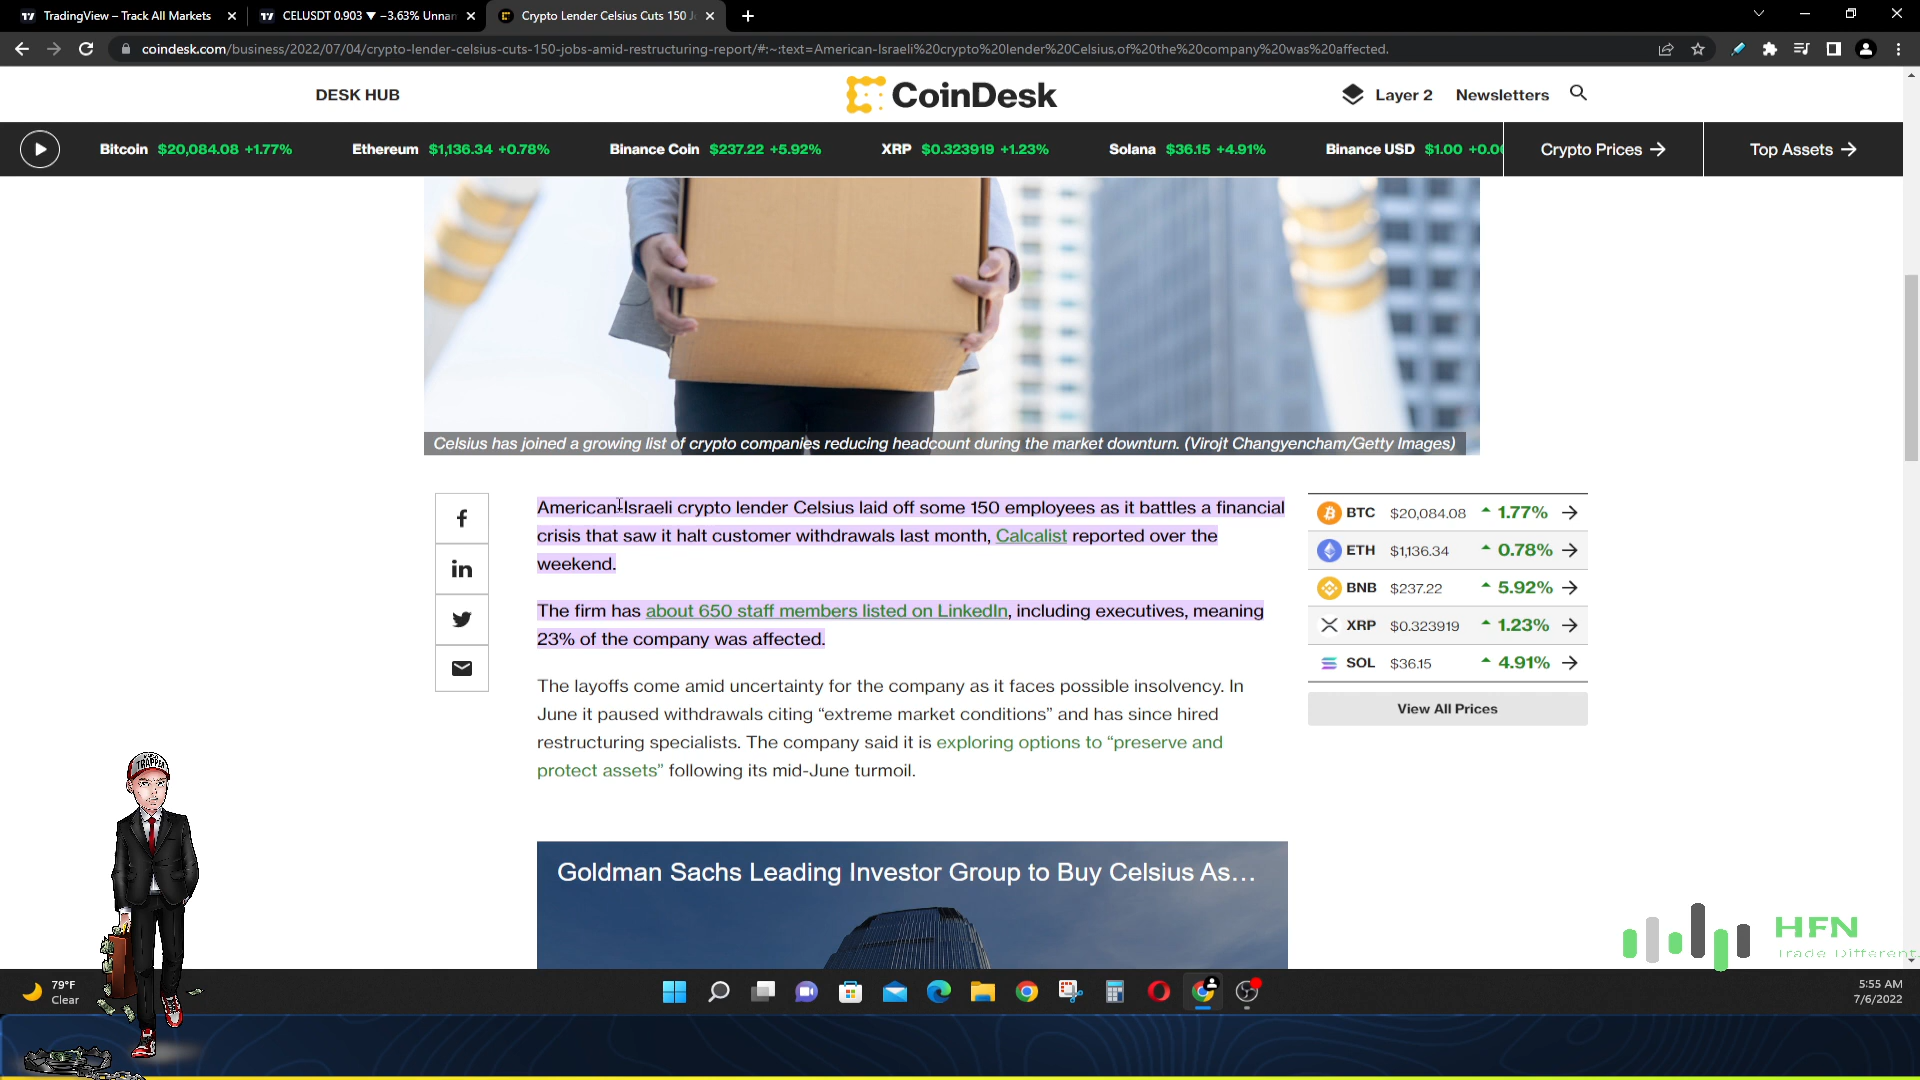 TradingView – Track All Markets
CELUSDT 0.903 ▼ −3.63% Unnan
Crypto Lender Celsius Cuts 150 J
coindesk.com/business/2022/07/04/crypto-lender-celsius-cuts-150-jobs-amid-restructuring-report/#:~:text=American-Israeli%20crypto%20lender%20Celsius,of%20the%20company%20was%20affected.
DESK HUB
CoinDesk
Layer 2
Newsletters
Bitcoin $20,084.08 +1.77%
Ethereum $1,136.34 +0.78%
Binance Coin $237.22 +5.92%
XRP $0.323919 +1.23%
Solana $36.15 +4.91%
Binance USD $1.00 +0.00
Crypto Prices →
Top Assets →
Celsius has joined a growing list of crypto companies reducing headcount during the market downturn. (Virojt Changyencham/Getty Images)
American-Israeli crypto lender Celsius laid off some 150 employees as it battles a financial
crisis that saw it halt customer withdrawals last month, Calcalist reported over the
weekend.
The firm has about 650 staff members listed on LinkedIn, including executives, meaning
23% of the company was affected.
The layoffs come amid uncertainty for the company as it faces possible insolvency. In
June it paused withdrawals citing “extreme market conditions” and has since hired
restructuring specialists. The company said it is exploring options to “preserve and
protect assets” following its mid-June turmoil.
BTC $20,084.08 1.77% →
ETH $1,136.34 0.78% →
BNB $237.22 5.92% →
XRP $0.323919 1.23% →
SOL $36.15 4.91% →
View All Prices
Goldman Sachs Leading Investor Group to Buy Celsius As...
TRAPPER
HFN
Trade Different
79°F
Clear
5:55 AM
7/6/2022